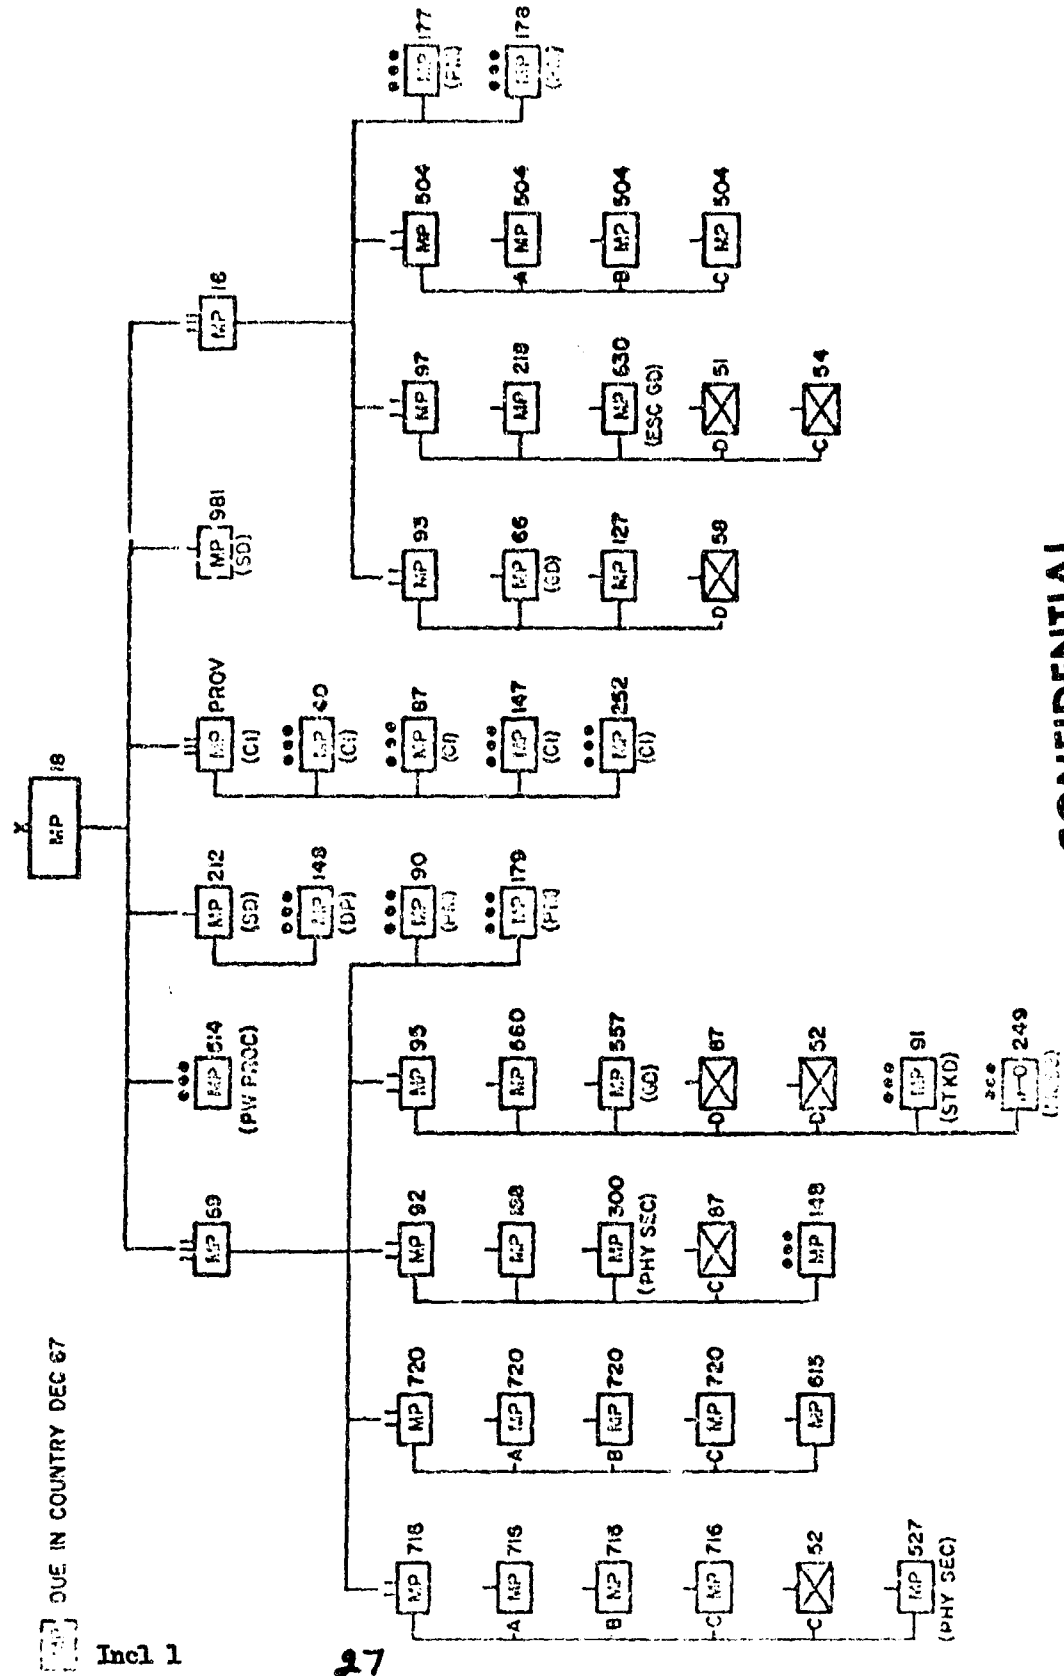 MP 18
MP 59
MP 514
(PW PROC)
MP 212
(SD)
MP 148
(DP)
MP PROV
(CI)
MP 40
(CI)
MP 87
(CI)
MP 147
(CI)
MP 252
(CI)
MP 981
(SD)
MP 16
MP 716
A MP 716
B MP 716
C MP 716
C 52
MP 527
(PHY SEC)
MP 720
A MP 720
B MP 720
C MP 720
MP 615
MP 92
MP
MP 300
(PHY SEC)
C 87
MP 148
MP 95
MP 560
MP 557
(GD)
D 87
D 52
MP 91
(STKD)
249
MP 90
MP 179
MP 93
MP 66
(GD)
MP 127
D 58
MP 97
MP 218
MP 630
(ESC GD)
D 51
C 54
MP 504
A MP 504
B MP 504
C MP 504
MP 177
MP 178
DUE IN COUNTRY DEC 67
Incl 1
27
CONFIDENTIAL